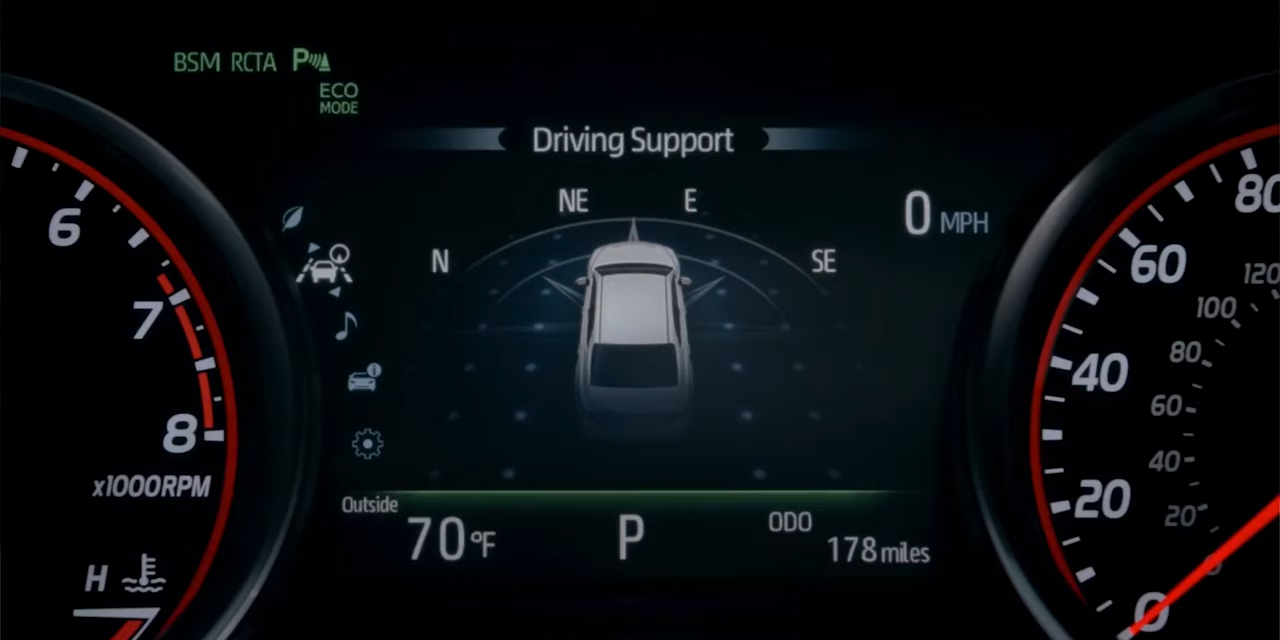 BSM RCTA P
ECO
MODE
Driving Support
NE E
N SE
0 MPH
6
7
8
x1000RPM
H
Outside
70°F
P
ODO
178 miles
80
60
40
20
0
120
100
80
60
40
20
0